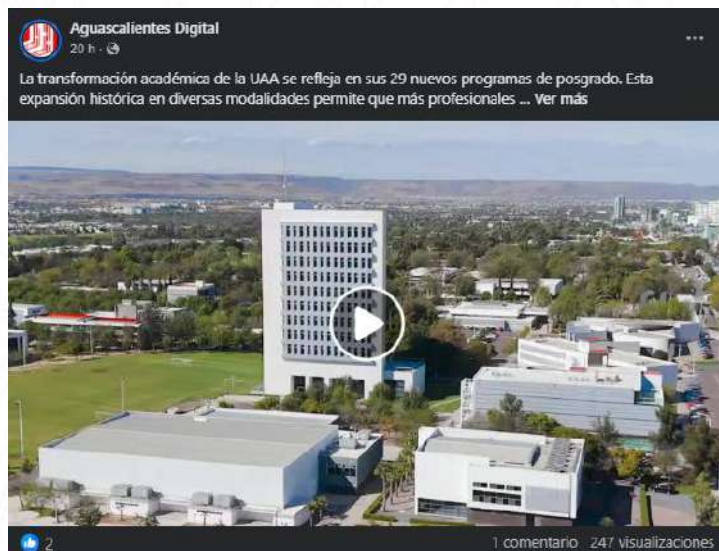 Aguascalientes Digital
20 h ·
La transformación académica de la UAA se refleja en sus 29 nuevos programas de posgrado. Esta
expansión histórica en diversas modalidades permite que más profesionales ... Ver más
2
1 comentario 247 visualizaciones